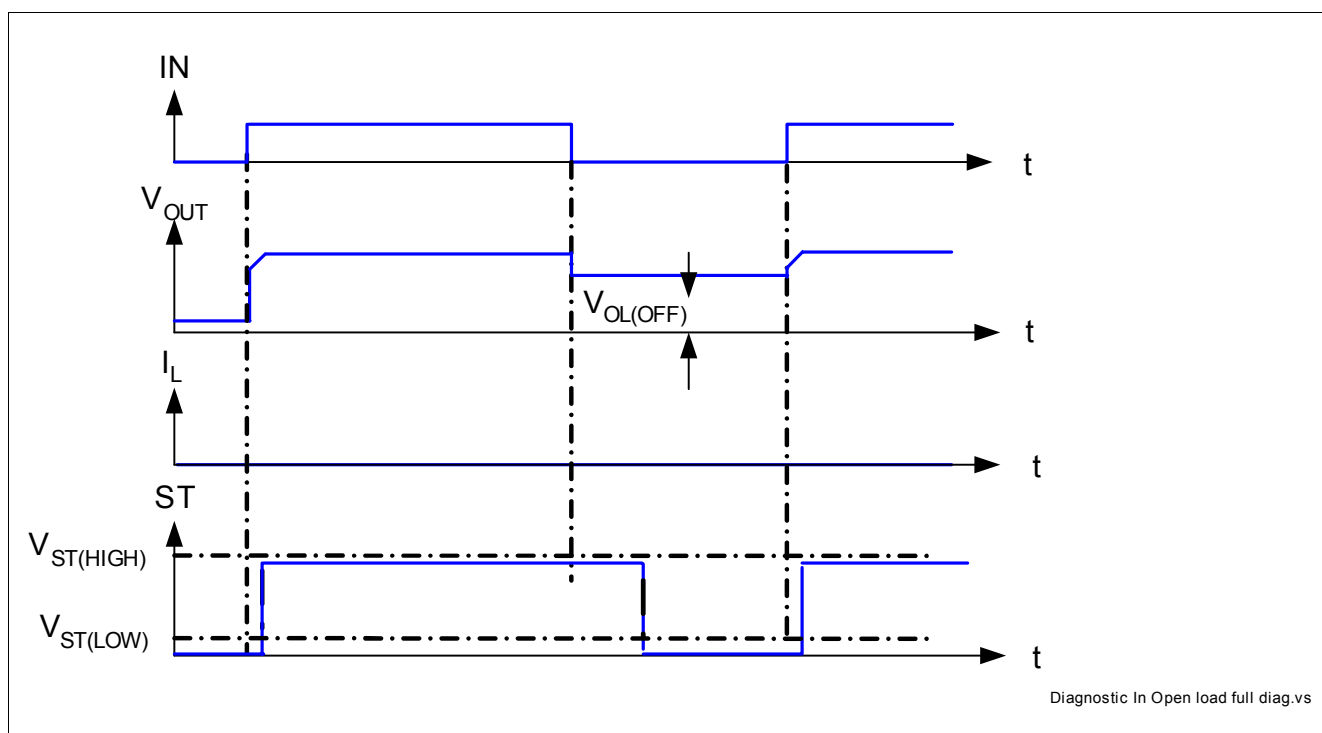 IN
t
VOUT
VOL(OFF)
t
IL
t
ST
VST(HIGH)
VST(LOW)
t
Diagnostic In Open load full diag.vs